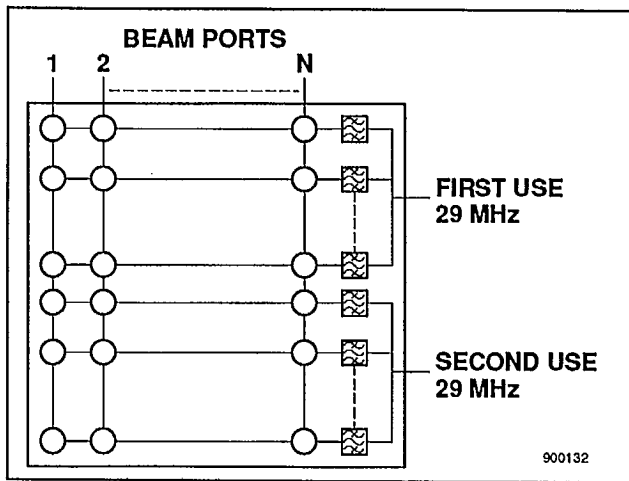 BEAM PORTS
1 2 N
FIRST USE
29 MHz
SECOND USE
29 MHz
900132